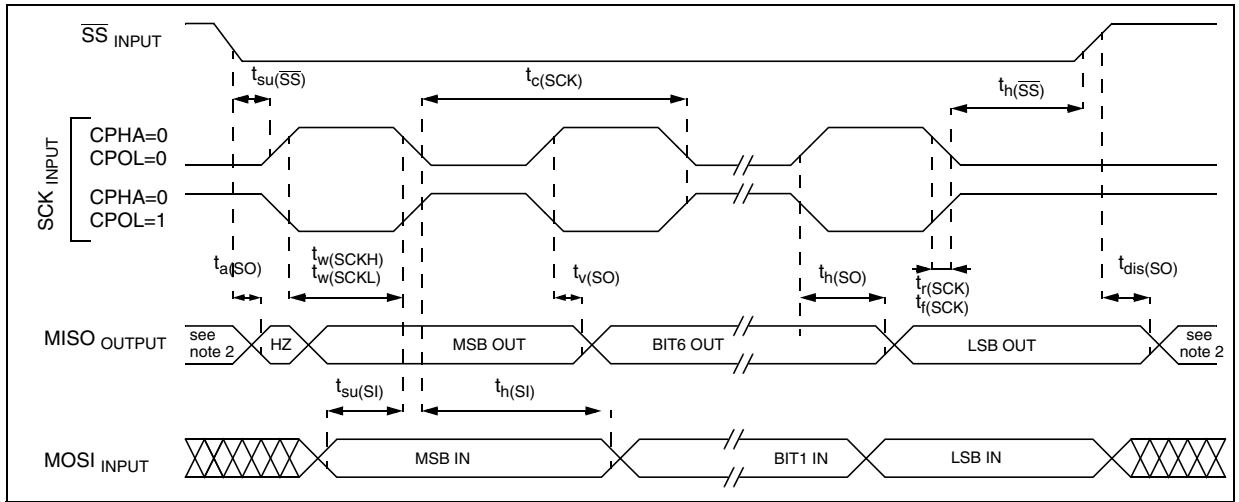 SS INPUT
tsu(SS)
tc(SCK)
th(SS)
SCK INPUT
CPHA=0
CPOL=0
CPHA=0
CPOL=1
ta(SO)
tw(SCKH)
tw(SCKL)
tv(SO)
th(SO)
tr(SCK)
tf(SCK)
tdis(SO)
MISO OUTPUT
see
note 2
HZ
MSB OUT
BIT6 OUT
LSB OUT
see
note 2
tsu(SI)
th(SI)
MOSI INPUT
MSB IN
BIT1 IN
LSB IN